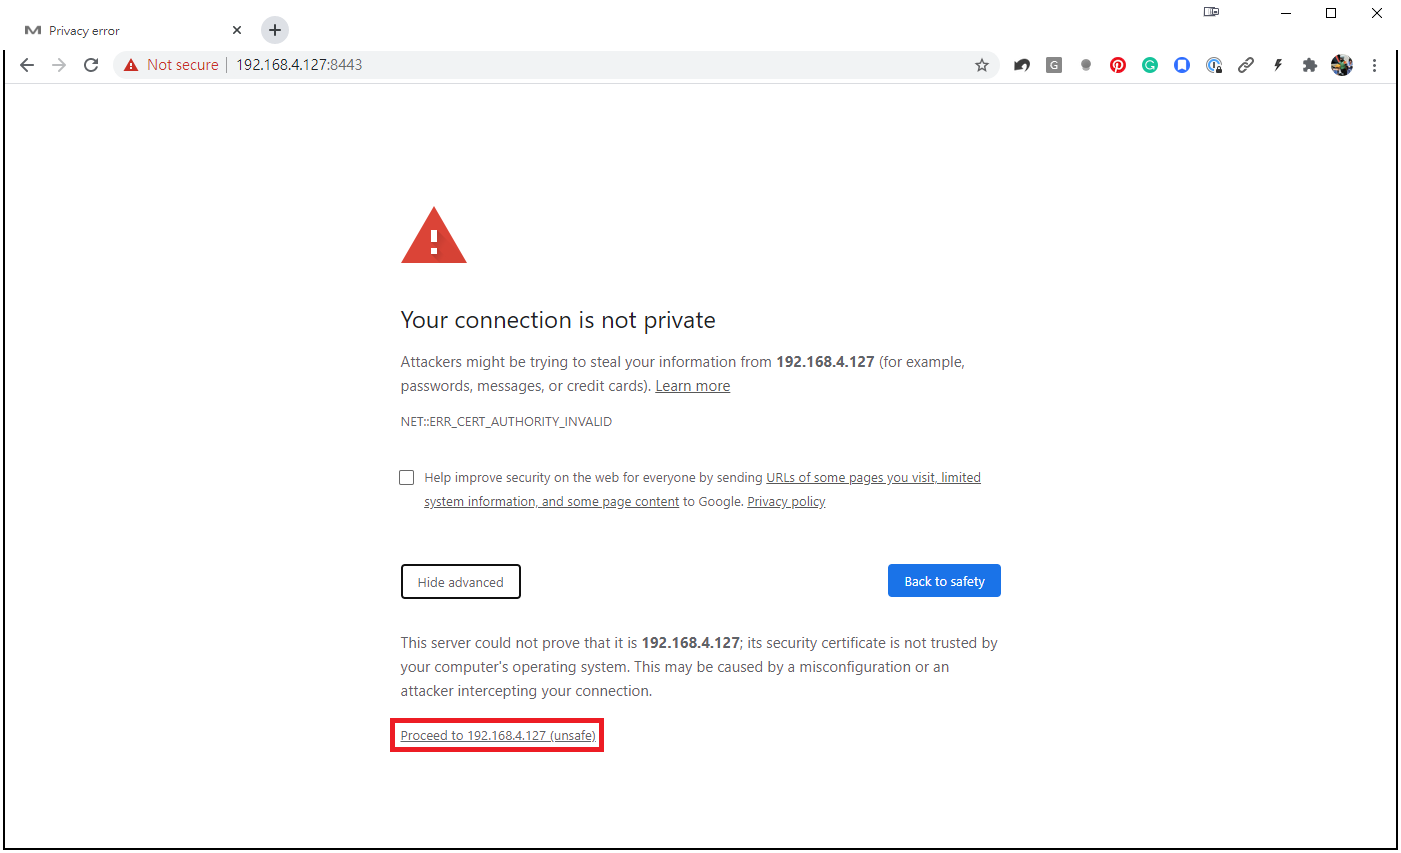 Privacy error
Not secure | 192.168.4.127:8443
Your connection is not private
Attackers might be trying to steal your information from 192.168.4.127 (for example,
passwords, messages, or credit cards). Learn more
NET::ERR_CERT_AUTHORITY_INVALID
Help improve security on the web for everyone by sending URLs of some pages you visit, limited
system information, and some page content to Google. Privacy policy
Hide advanced
Back to safety
This server could not prove that it is 192.168.4.127; its security certificate is not trusted by
your computer's operating system. This may be caused by a misconfiguration or an
attacker intercepting your connection.
Proceed to 192.168.4.127 (unsafe)